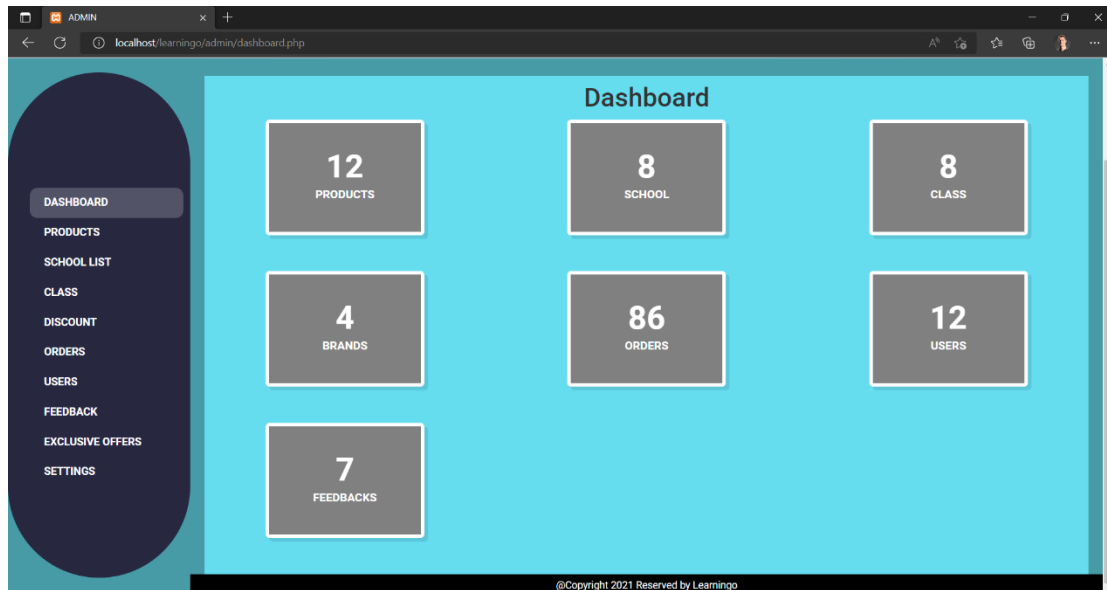 ADMIN
localhost/learningo/admin/dashboard.php
Dashboard
12
PRODUCTS
8
SCHOOL
8
CLASS
4
BRANDS
86
ORDERS
12
USERS
7
FEEDBACKS
DASHBOARD
PRODUCTS
SCHOOL LIST
CLASS
DISCOUNT
ORDERS
USERS
FEEDBACK
EXCLUSIVE OFFERS
SETTINGS
@Copyright 2021 Reserved by Learningo